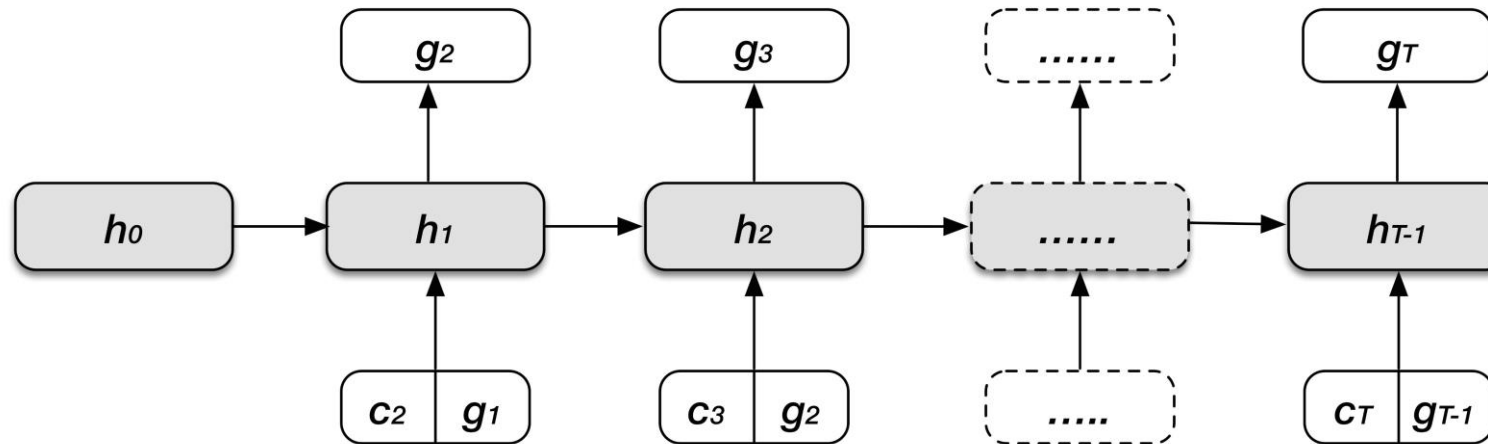 g2 g3 ...... gT
h0 h1 h2 ...... hT-1
c2 g1 c3 g2 ..... cT gT-1